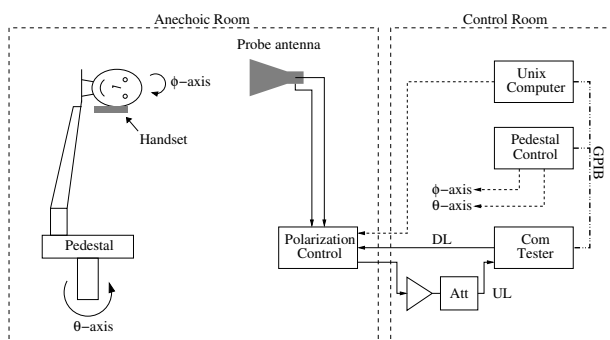 Anechoic Room
Control Room
Probe antenna
ϕ−axis
Handset
Unix
Computer
Pedestal
Control
GPIB
ϕ−axis
θ−axis
Pedestal
Polarization
Control
DL
Com
Tester
Att
UL
θ−axis